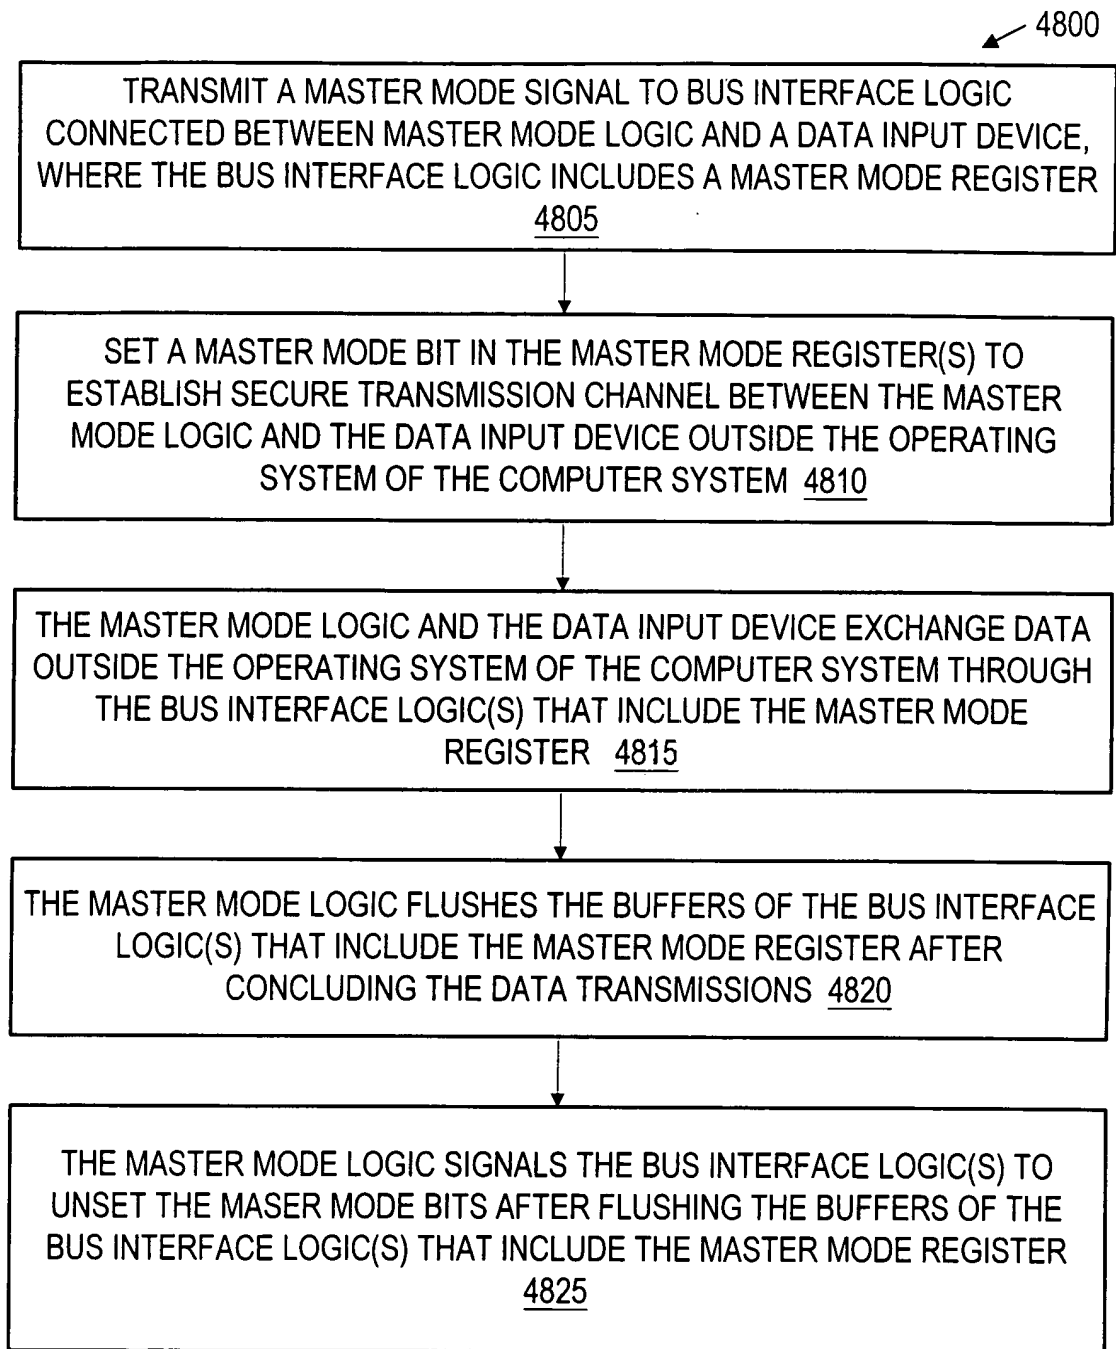 4800
TRANSMIT A MASTER MODE SIGNAL TO BUS INTERFACE LOGIC
CONNECTED BETWEEN MASTER MODE LOGIC AND A DATA INPUT DEVICE,
WHERE THE BUS INTERFACE LOGIC INCLUDES A MASTER MODE REGISTER
4805
SET A MASTER MODE BIT IN THE MASTER MODE REGISTER(S) TO
ESTABLISH SECURE TRANSMISSION CHANNEL BETWEEN THE MASTER
MODE LOGIC AND THE DATA INPUT DEVICE OUTSIDE THE OPERATING
SYSTEM OF THE COMPUTER SYSTEM 4810
THE MASTER MODE LOGIC AND THE DATA INPUT DEVICE EXCHANGE DATA
OUTSIDE THE OPERATING SYSTEM OF THE COMPUTER SYSTEM THROUGH
THE BUS INTERFACE LOGIC(S) THAT INCLUDE THE MASTER MODE
REGISTER 4815
THE MASTER MODE LOGIC FLUSHES THE BUFFERS OF THE BUS INTERFACE
LOGIC(S) THAT INCLUDE THE MASTER MODE REGISTER AFTER
CONCLUDING THE DATA TRANSMISSIONS 4820
THE MASTER MODE LOGIC SIGNALS THE BUS INTERFACE LOGIC(S) TO
UNSET THE MASER MODE BITS AFTER FLUSHING THE BUFFERS OF THE
BUS INTERFACE LOGIC(S) THAT INCLUDE THE MASTER MODE REGISTER
4825